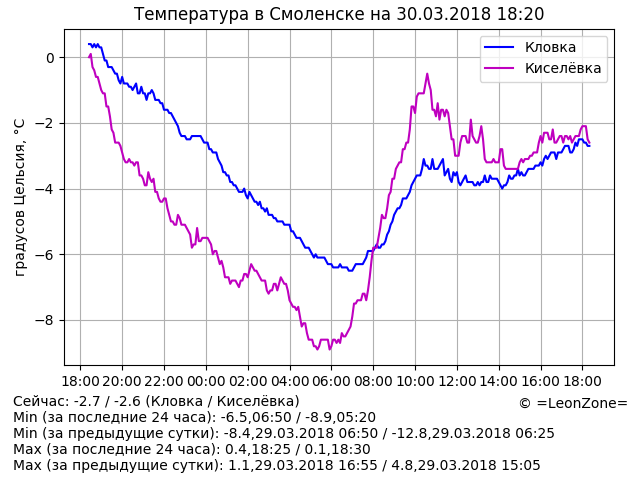 Температура в Смоленске на 30.03.2018 18:20
Кловка
Киселёвка
градусов Цельсия, °C
0
−2
−4
−6
−8
18:00 20:00 22:00 00:00 02:00 04:00 06:00 08:00 10:00 12:00 14:00 16:00 18:00
Сейчас: -2.7 / -2.6 (Кловка / Киселёвка)
© =LeonZone=
Min (за последние 24 часа): -6.5,06:50 / -8.9,05:20
Min (за предыдущие сутки): -8.4,29.03.2018 06:50 / -12.8,29.03.2018 06:25
Max (за последние 24 часа): 0.4,18:25 / 0.1,18:30
Max (за предыдущие сутки): 1.1,29.03.2018 16:55 / 4.8,29.03.2018 15:05